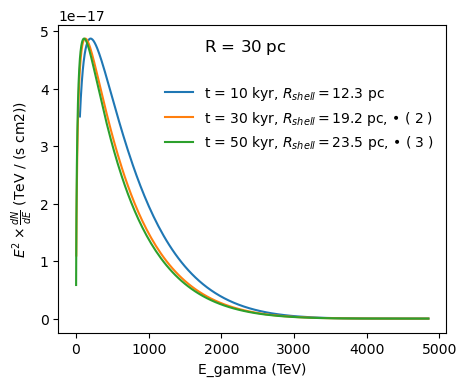 1e−17
R = 30 pc
t = 10 kyr, R_shell = 12.3 pc
t = 30 kyr, R_shell = 19.2 pc, • ( 2 )
t = 50 kyr, R_shell = 23.5 pc, • ( 3 )
E² × dN/dE (TeV / (s cm2))
5
4
3
2
1
0
0 1000 2000 3000 4000 5000
E_gamma (TeV)